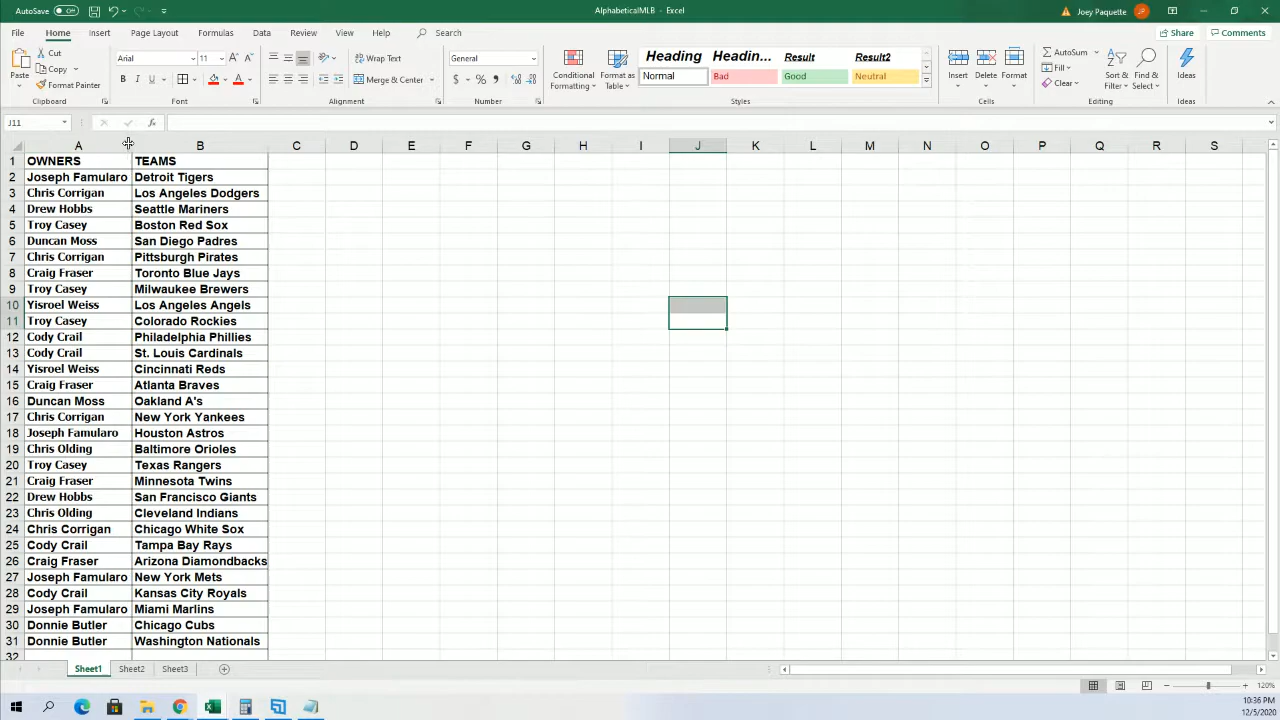 AutoSave Off AlphabeticalMLB - Excel Joey Paquette
File Home Insert Page Layout Formulas Data Review View Help Search Share Comments
Paste Cut Copy Format Painter Clipboard
Arial 11 B I U A A Font
Wrap Text Merge & Center Alignment
General $ % Number
Conditional Formatting Format as Table
Heading Headin... Result Result2
Normal Bad Good Neutral
Styles
Insert Delete Format Cells
AutoSum Fill Clear Sort & Filter Find & Select Editing
Ideas Ideas
J11 fx
A B C D E F G H I J K L M N O P Q R S
1 OWNERS TEAMS
2 Joseph Famularo Detroit Tigers
3 Chris Corrigan Los Angeles Dodgers
4 Drew Hobbs Seattle Mariners
5 Troy Casey Boston Red Sox
6 Duncan Moss San Diego Padres
7 Chris Corrigan Pittsburgh Pirates
8 Craig Fraser Toronto Blue Jays
9 Troy Casey Milwaukee Brewers
10 Yisroel Weiss Los Angeles Angels
11 Troy Casey Colorado Rockies
12 Cody Crail Philadelphia Phillies
13 Cody Crail St. Louis Cardinals
14 Yisroel Weiss Cincinnati Reds
15 Craig Fraser Atlanta Braves
16 Duncan Moss Oakland A's
17 Chris Corrigan New York Yankees
18 Joseph Famularo Houston Astros
19 Chris Olding Baltimore Orioles
20 Troy Casey Texas Rangers
21 Craig Fraser Minnesota Twins
22 Drew Hobbs San Francisco Giants
23 Chris Olding Cleveland Indians
24 Chris Corrigan Chicago White Sox
25 Cody Crail Tampa Bay Rays
26 Craig Fraser Arizona Diamondbacks
27 Joseph Famularo New York Mets
28 Cody Crail Kansas City Royals
29 Joseph Famularo Miami Marlins
30 Donnie Butler Chicago Cubs
31 Donnie Butler Washington Nationals
32
Sheet1 Sheet2 Sheet3
120%
10:36 PM
12/5/2020